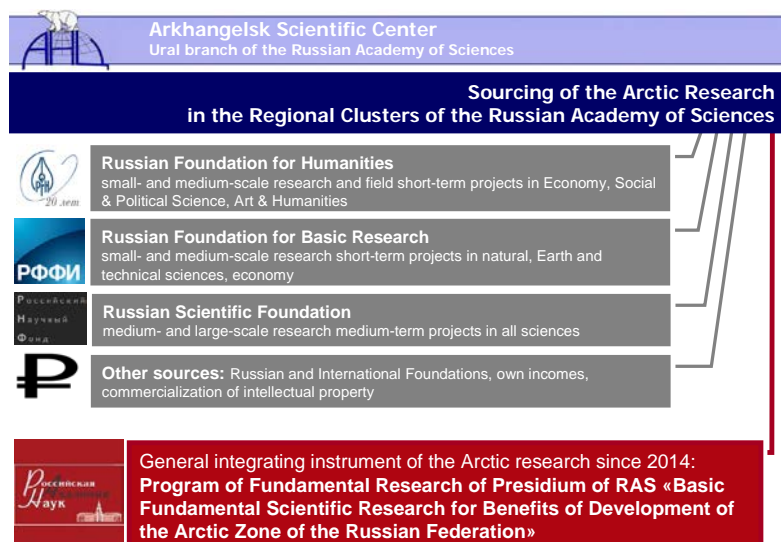 АНЦ
Arkhangelsk Scientific Center
Ural branch of the Russian Academy of Sciences
Sourcing of the Arctic Research
in the Regional Clusters of the Russian Academy of Sciences
20 лет
Russian Foundation for Humanities
small- and medium-scale research and field short-term projects in Economy, Social
& Political Science, Art & Humanities
РФФИ
Russian Foundation for Basic Research
small- and medium-scale research short-term projects in natural, Earth and
technical sciences, economy
Российский
Научный
Фонд
Russian Scientific Foundation
medium- and large-scale research medium-term projects in all sciences
₽
Other sources: Russian and International Foundations, own incomes,
commercialization of intellectual property
Российская
Академия
Наук
General integrating instrument of the Arctic research since 2014:
Program of Fundamental Research of Presidium of RAS «Basic
Fundamental Scientific Research for Benefits of Development of
the Arctic Zone of the Russian Federation»